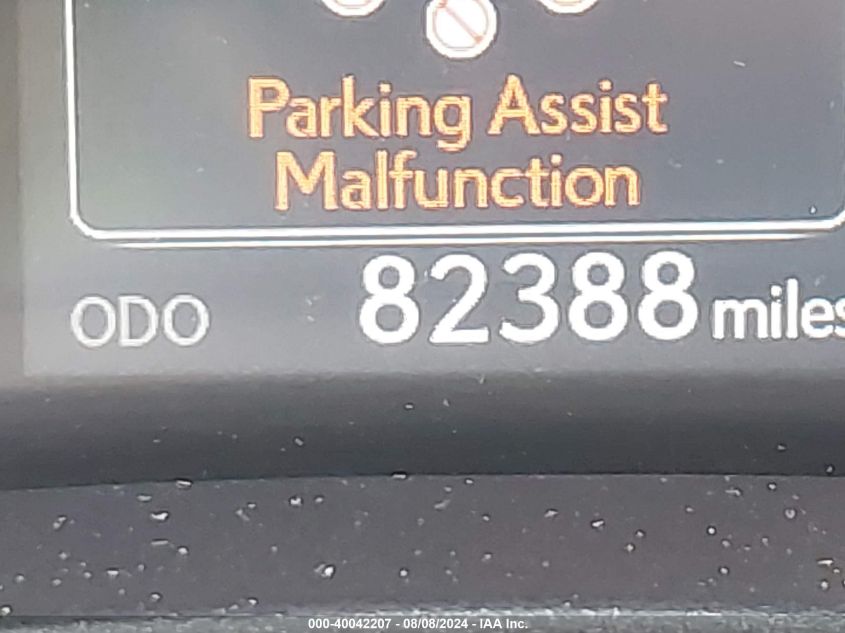 Parking Assist
Malfunction
ODO 82388 miles
000-40042207 - 08/08/2024 - IAA Inc.